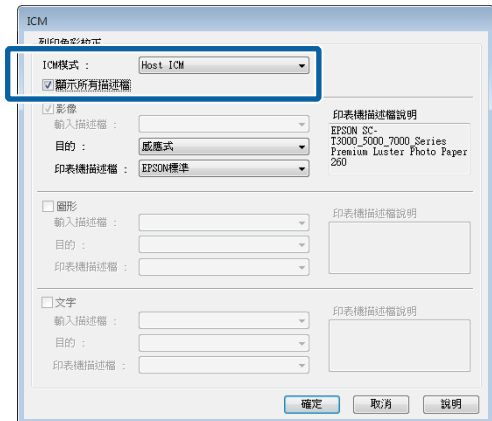 ICM
列印色彩校正
ICM模式： Host ICM
顯示所有描述檔
影像
輸入描述檔：
目的： 感應式
印表機描述檔： EPSON標準
印表機描述檔說明
EPSON SC-
T3000_5000_7000_Series
Premium Luster Photo Paper
260
圖形
輸入描述檔：
目的：
印表機描述檔：
印表機描述檔說明
文字
輸入描述檔：
目的：
印表機描述檔：
印表機描述檔說明
確定 取消 說明